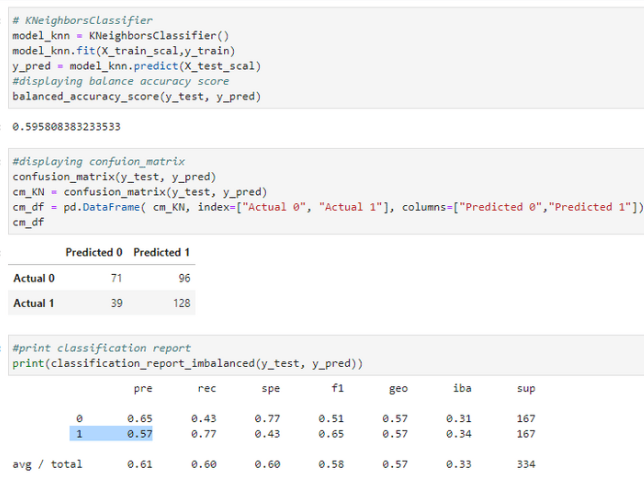 # KNeighborsClassifier
model_knn = KNeighborsClassifier()
model_knn.fit(X_train_scal,y_train)
y_pred = model_knn.predict(X_test_scal)
#displaying balance accuracy score
balanced_accuracy_score(y_test, y_pred)
0.595808383233533
#displaying confuion_matrix
confusion_matrix(y_test, y_pred)
cm_KN = confusion_matrix(y_test, y_pred)
cm_df = pd.DataFrame( cm_KN, index=["Actual 0", "Actual 1"], columns=["Predicted 0","Predicted 1"])
cm_df
Predicted 0 Predicted 1
Actual 0 71 96
Actual 1 39 128
#print classification report
print(classification_report_imbalanced(y_test, y_pred))
pre rec spe f1 geo iba sup
0 0.65 0.43 0.77 0.51 0.57 0.31 167
1 0.57 0.77 0.43 0.65 0.57 0.34 167
avg / total 0.61 0.60 0.60 0.58 0.57 0.33 334